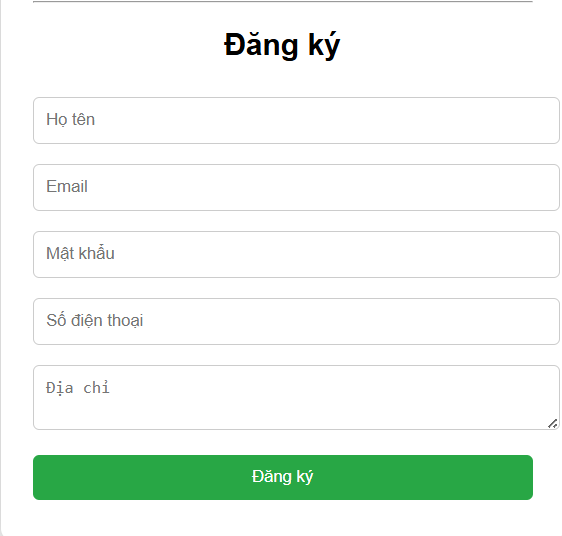 Đăng ký
Họ tên
Email
Mật khẩu
Số điện thoại
Địa chỉ
Đăng ký